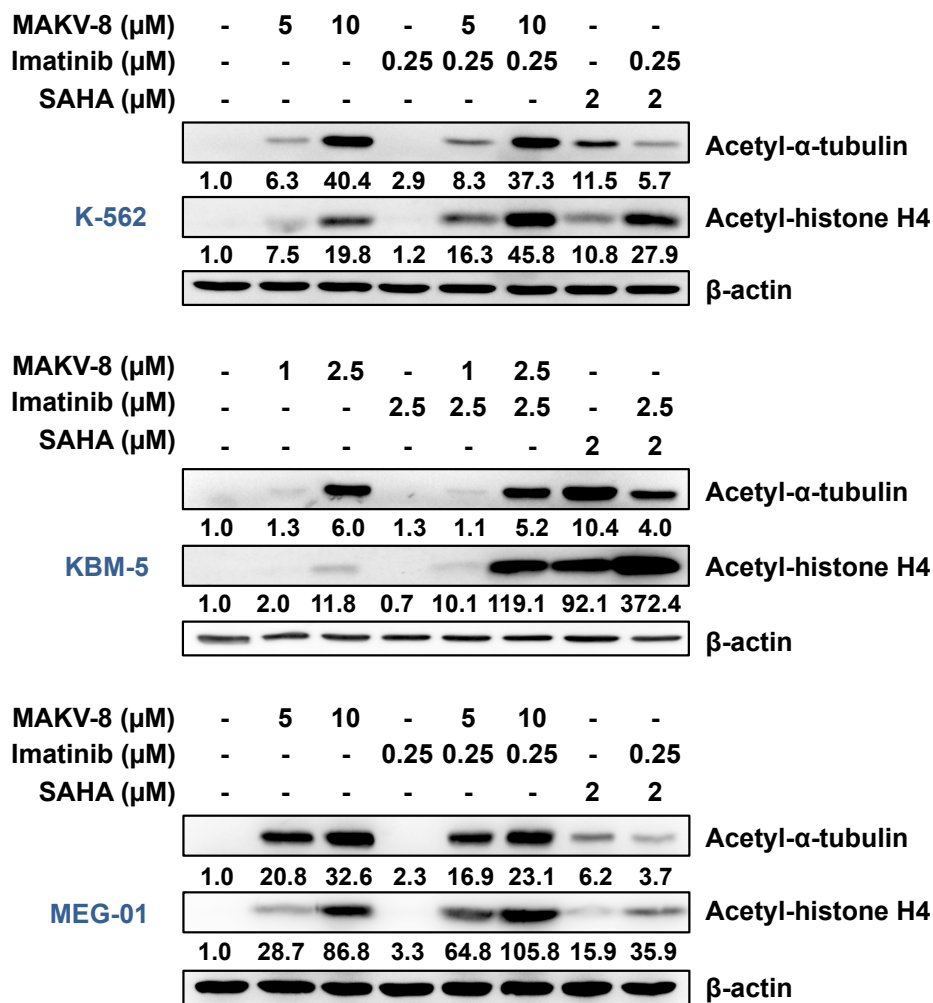 MAKV-8 (µM) - 5 10 - 5 10 - -
Imatinib (µM) - - - 0.25 0.25 0.25 - 0.25
SAHA (µM) - - - - - - 2 2
Acetyl-α-tubulin
1.0 6.3 40.4 2.9 8.3 37.3 11.5 5.7
K-562 Acetyl-histone H4
1.0 7.5 19.8 1.2 16.3 45.8 10.8 27.9
β-actin
MAKV-8 (µM) - 1 2.5 - 1 2.5 - -
Imatinib (µM) - - - 2.5 2.5 2.5 - 2.5
SAHA (µM) - - - - - - 2 2
Acetyl-α-tubulin
1.0 1.3 6.0 1.3 1.1 5.2 10.4 4.0
KBM-5 Acetyl-histone H4
1.0 2.0 11.8 0.7 10.1 119.1 92.1 372.4
β-actin
MAKV-8 (µM) - 5 10 - 5 10 - -
Imatinib (µM) - - - 0.25 0.25 0.25 - 0.25
SAHA (µM) - - - - - - 2 2
Acetyl-α-tubulin
1.0 20.8 32.6 2.3 16.9 23.1 6.2 3.7
MEG-01 Acetyl-histone H4
1.0 28.7 86.8 3.3 64.8 105.8 15.9 35.9
β-actin